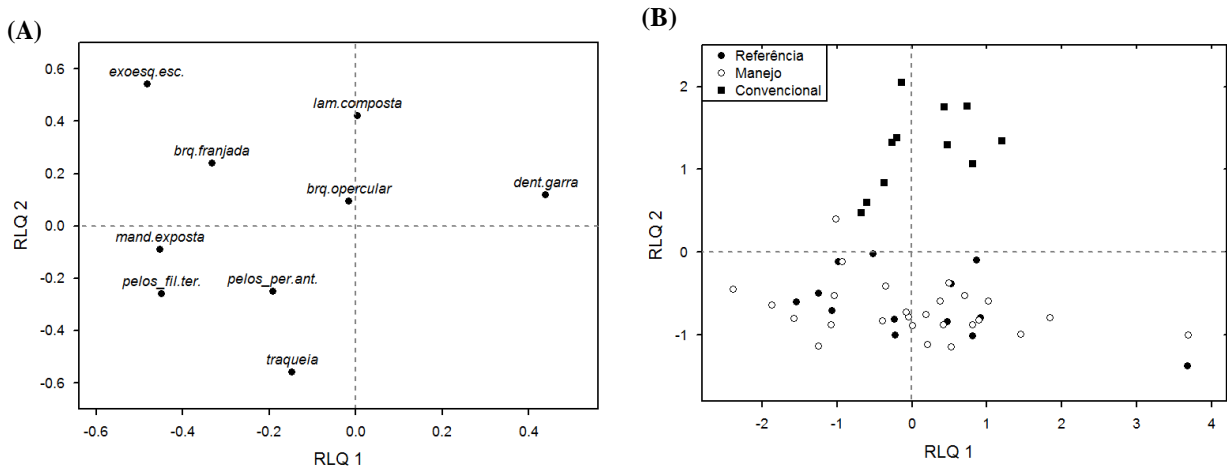 (A)
0.6
0.4
0.2
0.0
-0.2
-0.4
-0.6
RLQ 2
exoesq.esc.
lam.composta
brq.franjada
brq.opercular
dent.garra
mand.exposta
pelos_fil.ter.
pelos_per.ant.
traqueia
-0.6
-0.4
-0.2
0.0
0.2
0.4
RLQ 1
(B)
Referência
Manejo
Convencional
2
1
0
-1
RLQ 2
-2
-1
0
1
2
3
4
RLQ 1